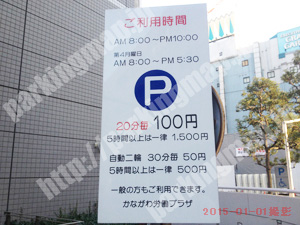 ご利用時間
AM 8:00～PM10:00
第4月曜日
AM 8:00～PM 5:30
P
20分毎 100円
5時間以上は一律 1,500円
自動二輪 30分毎 50円
5時間以上は一律 500円
一般の方もご利用できます。
かながわ労働プラザ
2015-01-01撮影